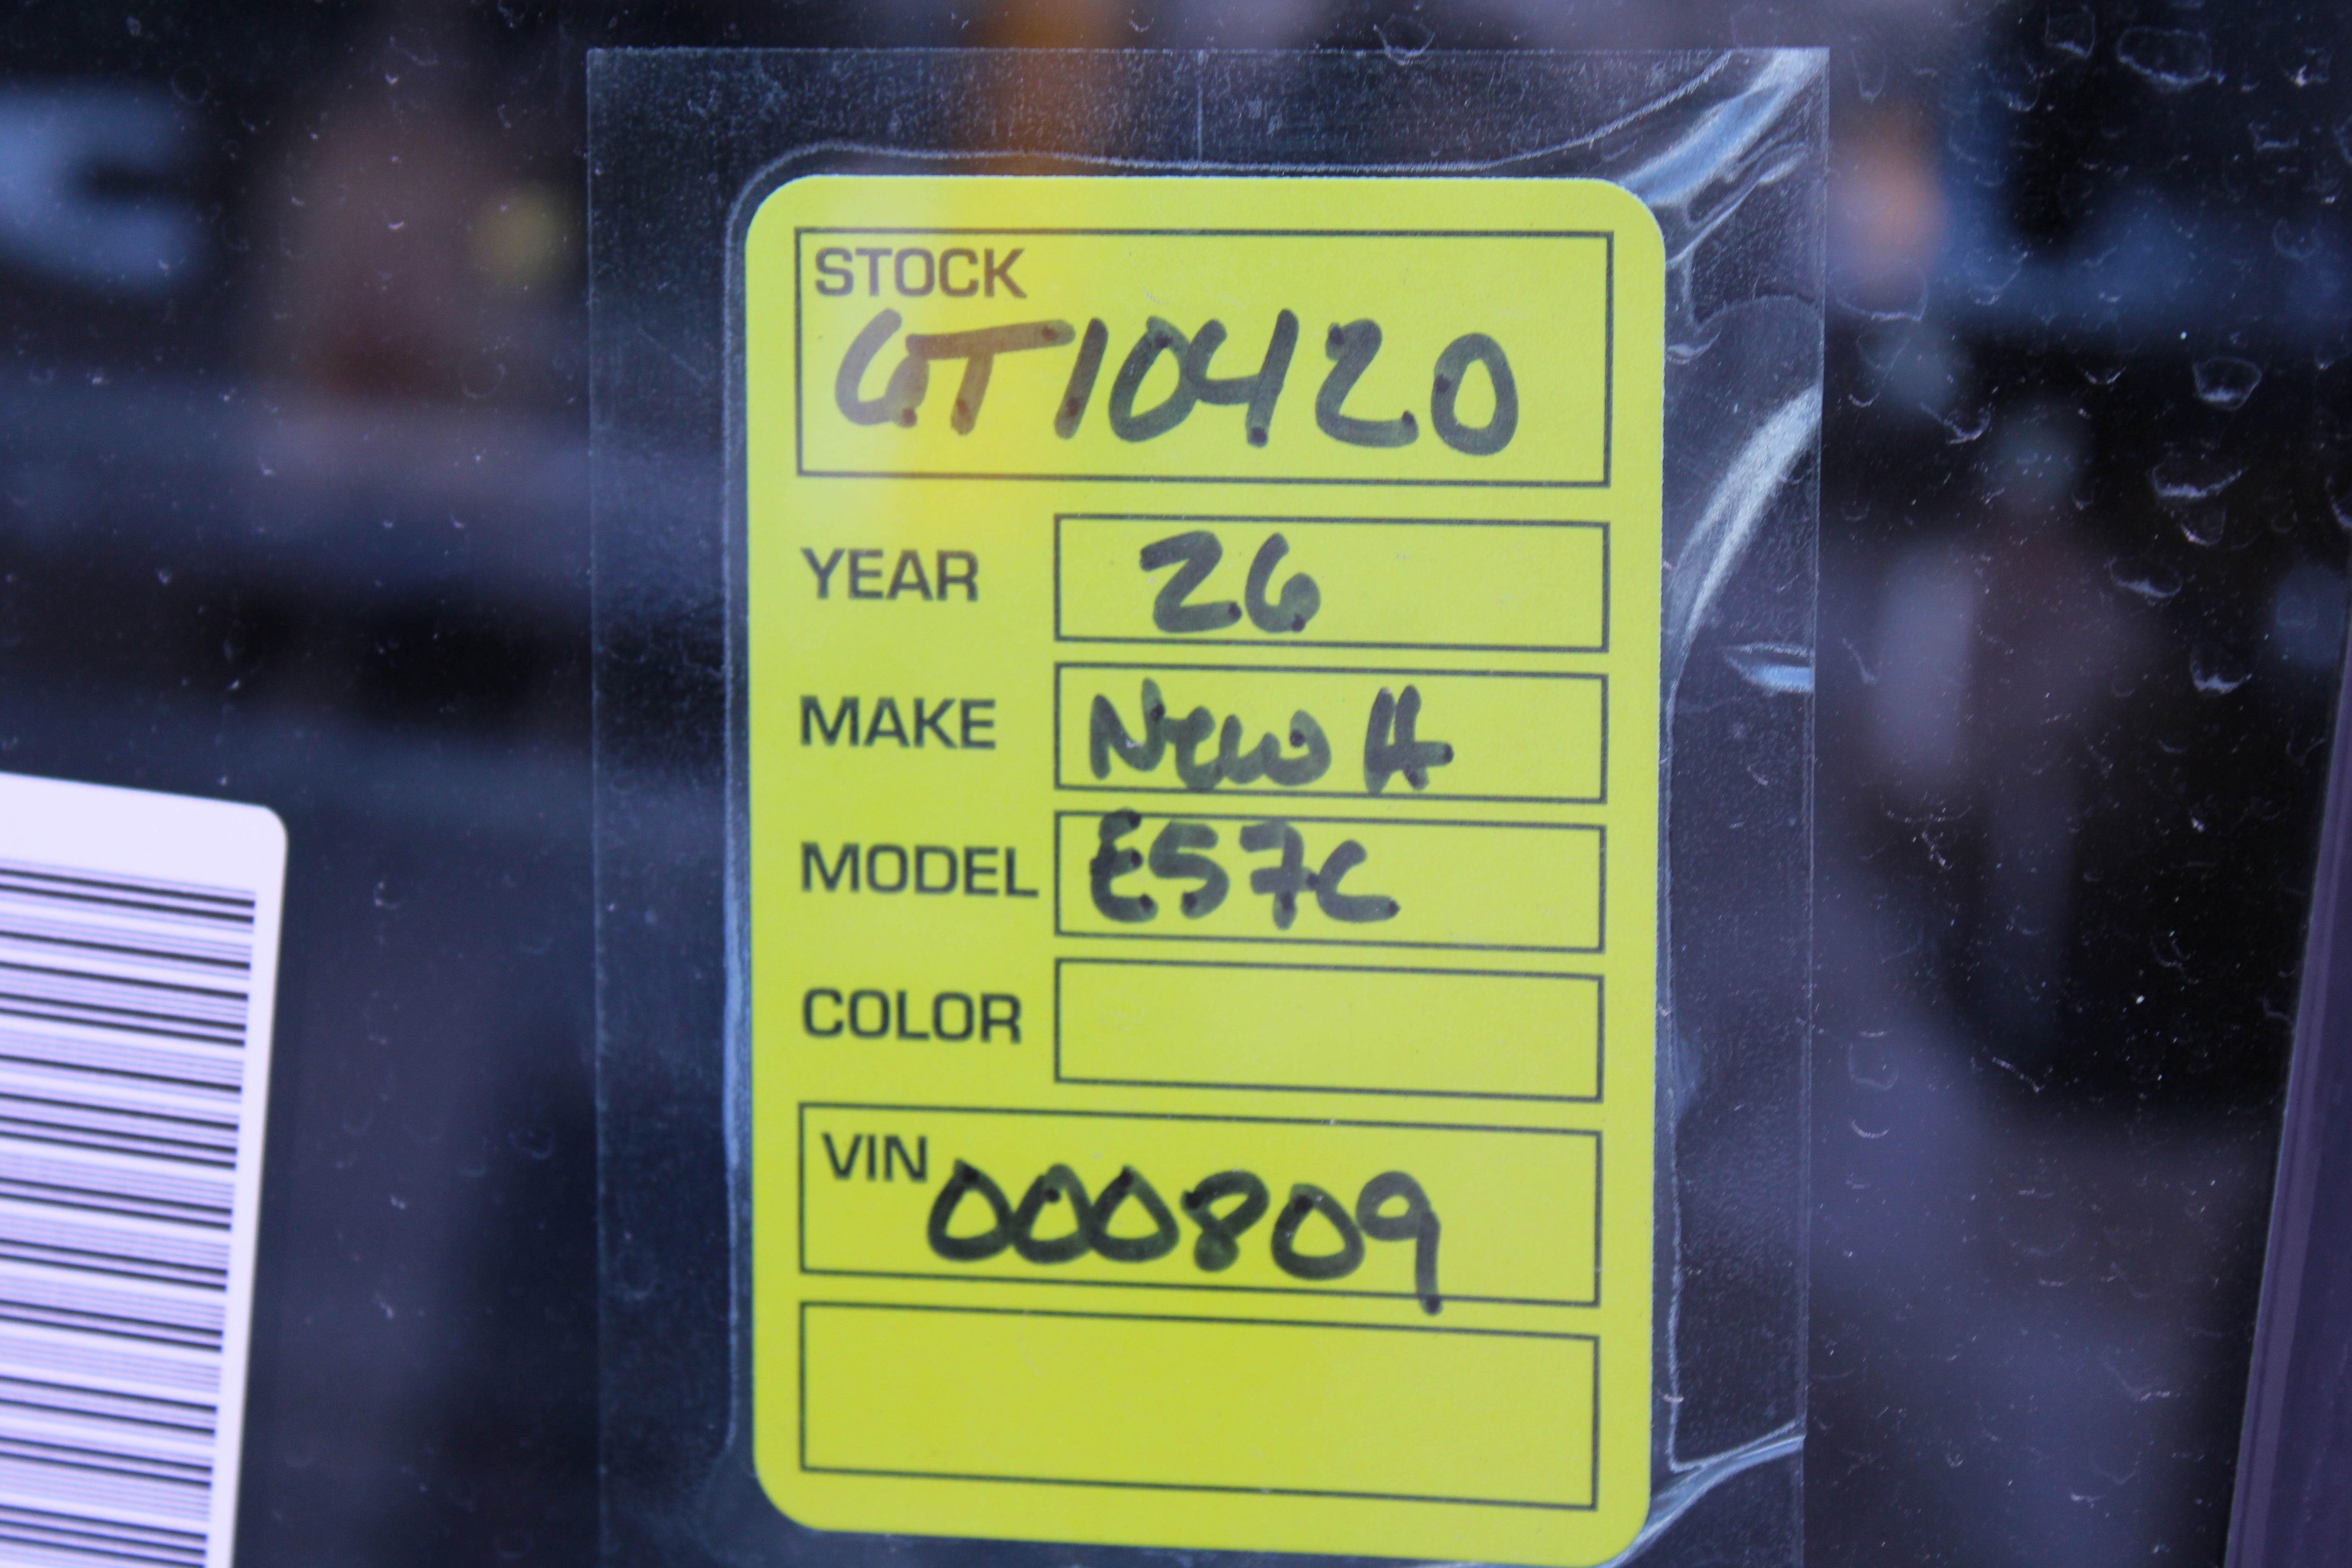 STOCK
GT10420
YEAR 26
MAKE New H
MODEL E57C
COLOR
VIN 000809